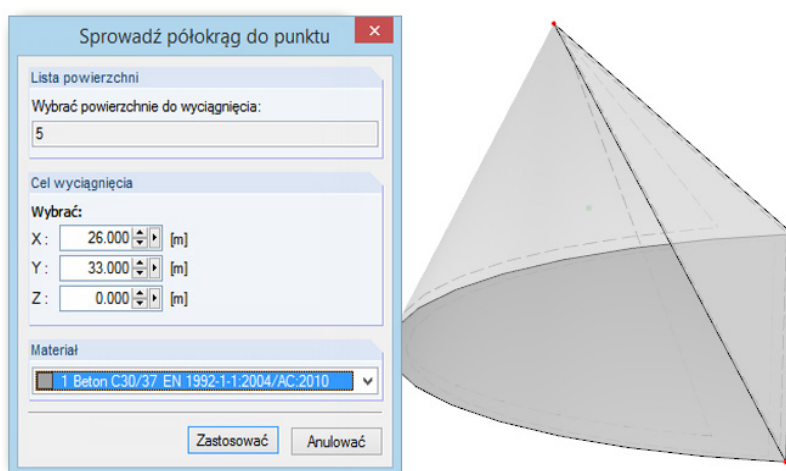 Sprowadź półokrąg do punktu
Lista powierzchni
Wybrać powierzchnie do wyciągnięcia:
5
Cel wyciągnięcia
Wybrać:
X: 26.000 [m]
Y: 33.000 [m]
Z: 0.000 [m]
Materiał
1 Beton C30/37 EN 1992-1-1:2004/AC:2010
Zastosować Anulować